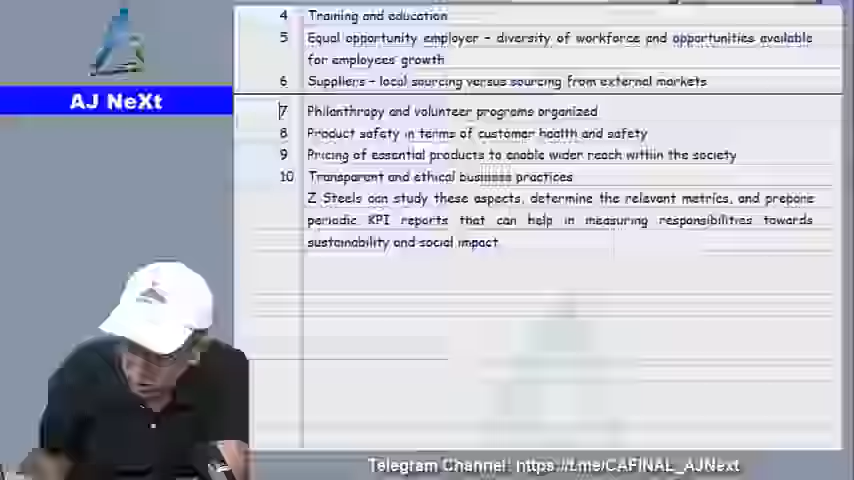 4 Training and education
5 Equal opportunity employer – diversity of workforce and opportunities available
for employees' growth
6 Suppliers – local sourcing versus sourcing from external markets
AJ NeXt
7 Philanthropy and volunteer programs organized
8 Product safety in terms of customer health and safety
9 Pricing of essential products to enable wider reach within the society
10 Transparent and ethical business practices
Z Steels can study these aspects, determine the relevant metrics, and prepare
periodic KPI reports that can help in measuring responsibilities towards
sustainability and social impact
Telegram Channel: https://t.me/CAFINAL_AJNext